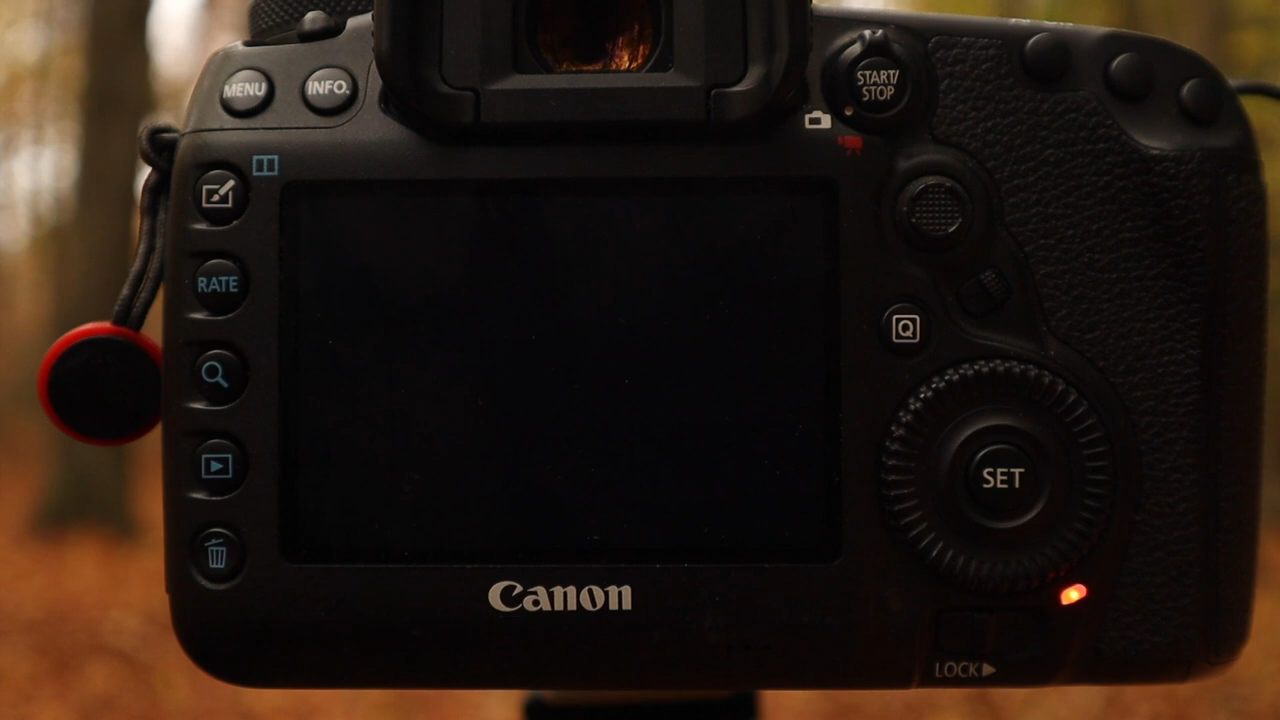 MENU INFO.
START/
STOP
RATE
Q
SET
Canon
LOCK